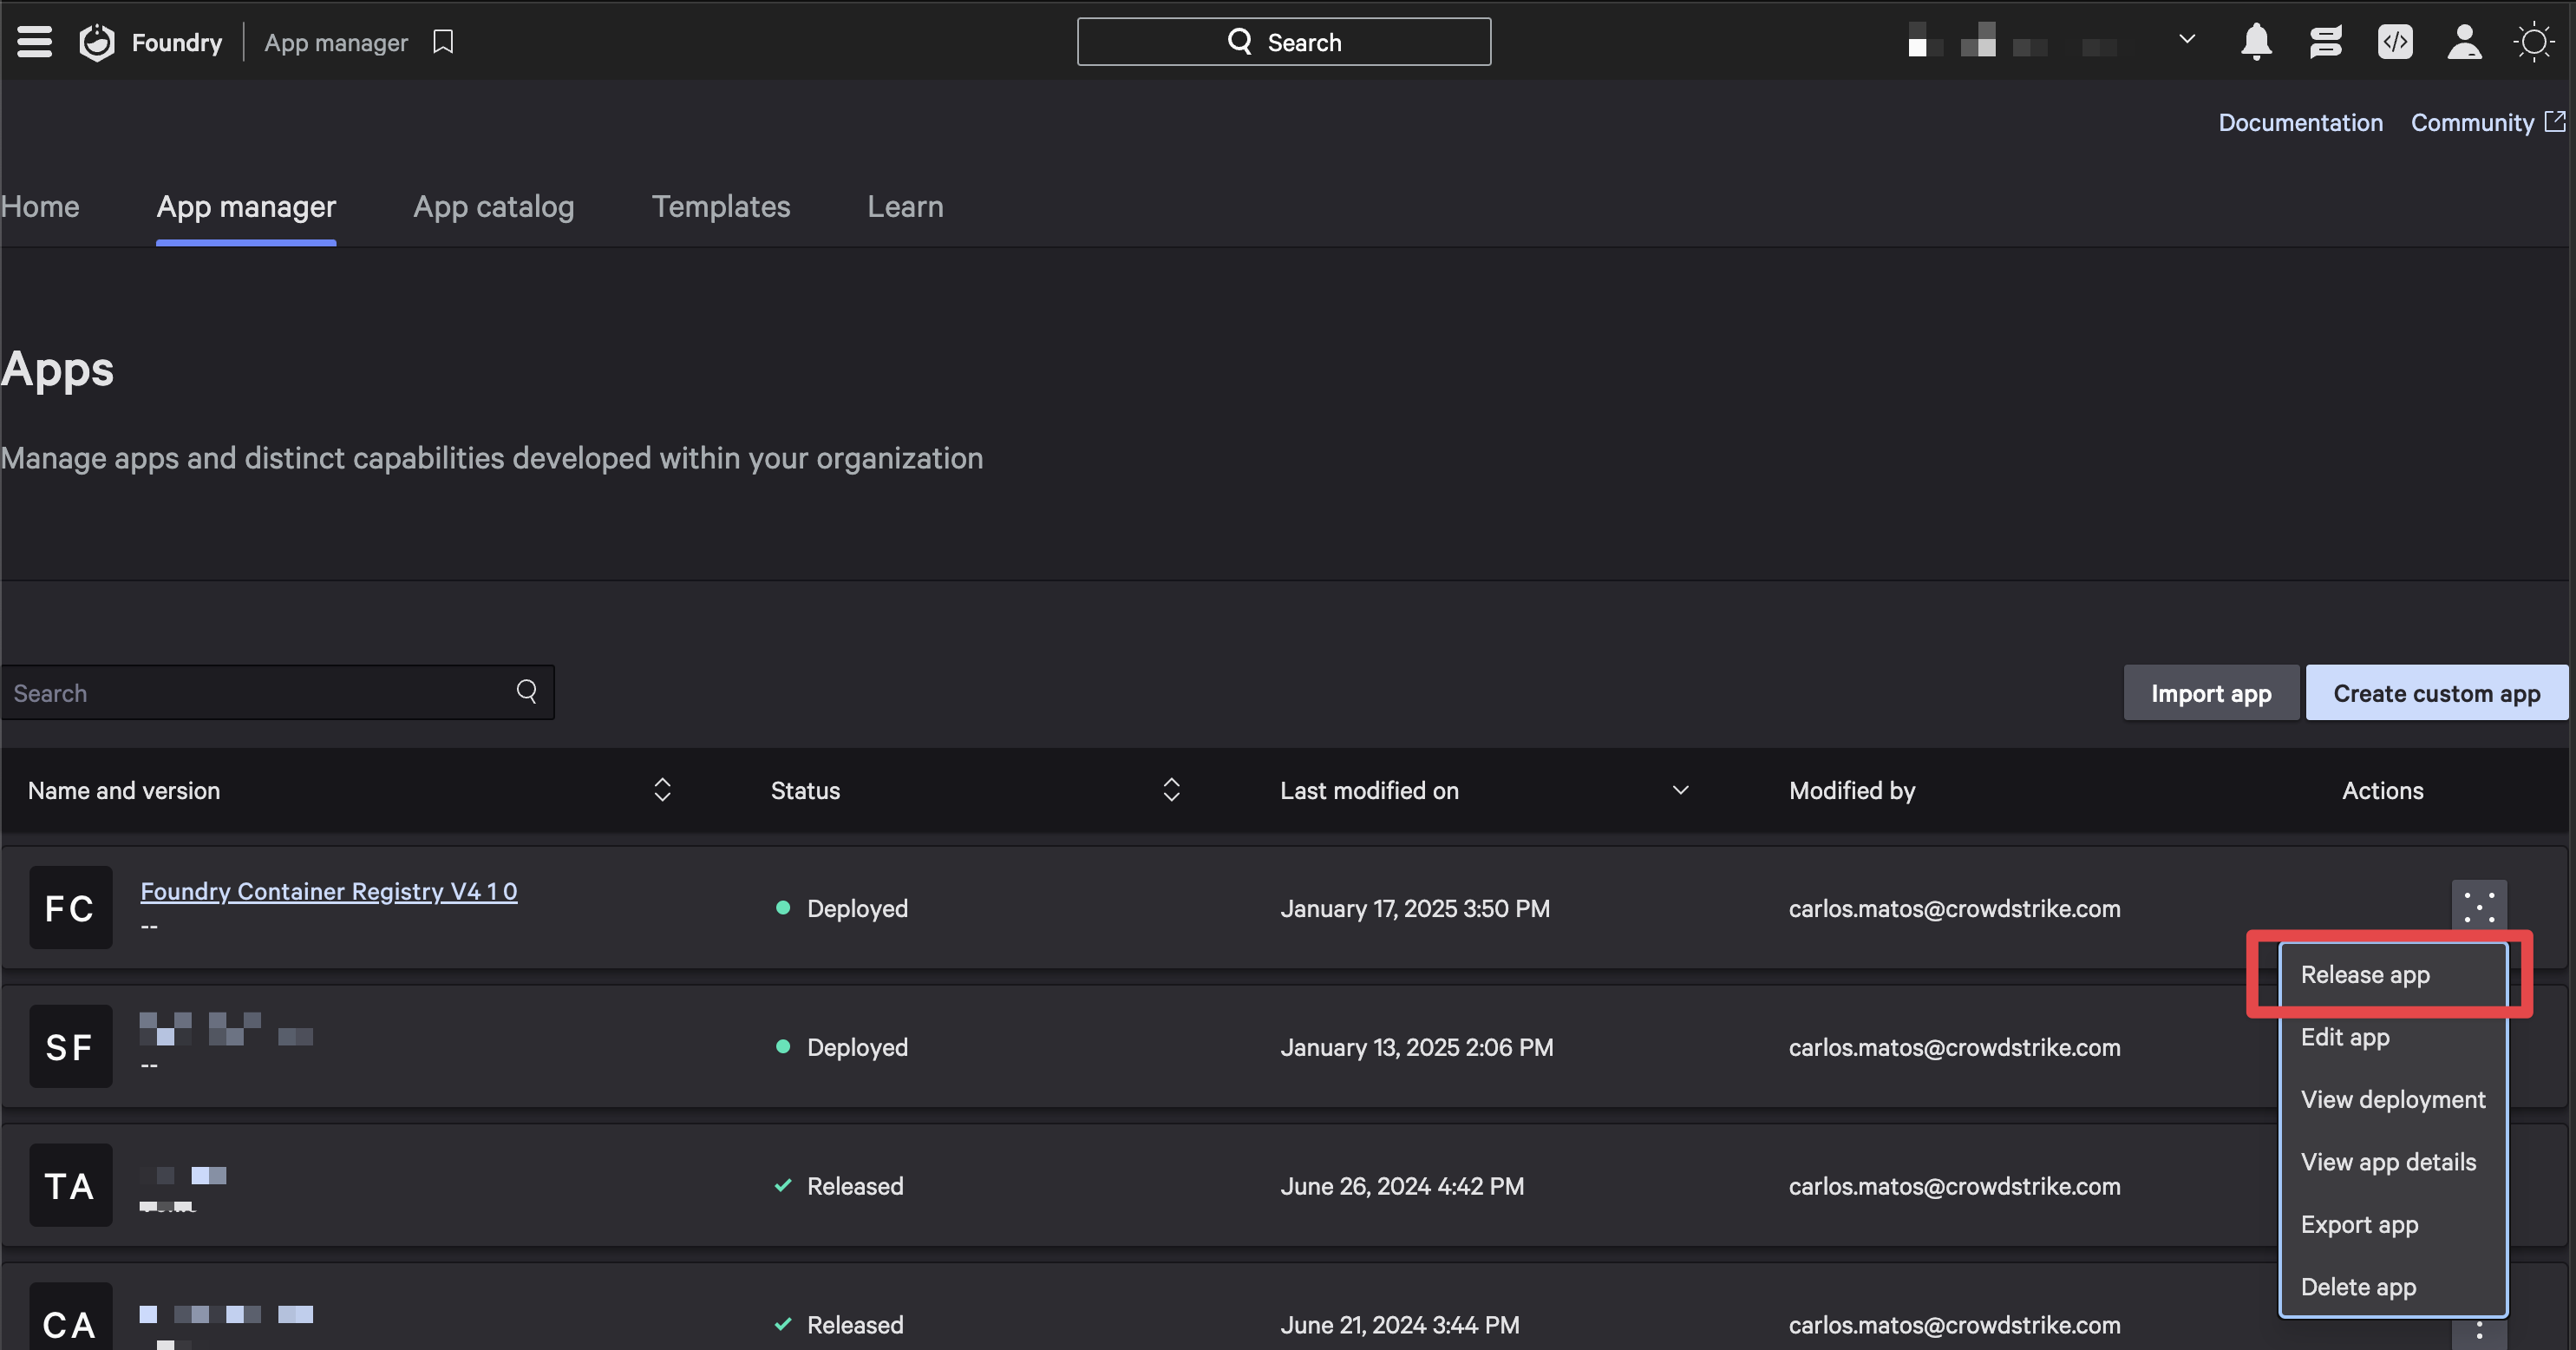 Foundry
App manager
Search
Documentation
Community
Home
App manager
App catalog
Templates
Learn
Apps
Manage apps and distinct capabilities developed within your organization
Search
Import app
Create custom app
Name and version
Status
Last modified on
Modified by
Actions
FC
Foundry Container Registry V4 1 0
--
Deployed
January 17, 2025 3:50 PM
carlos.matos@crowdstrike.com
Release app
Edit app
View deployment
View app details
Export app
Delete app
SF
--
Deployed
January 13, 2025 2:06 PM
carlos.matos@crowdstrike.com
TA
Released
June 26, 2024 4:42 PM
carlos.matos@crowdstrike.com
CA
Released
June 21, 2024 3:44 PM
carlos.matos@crowdstrike.com